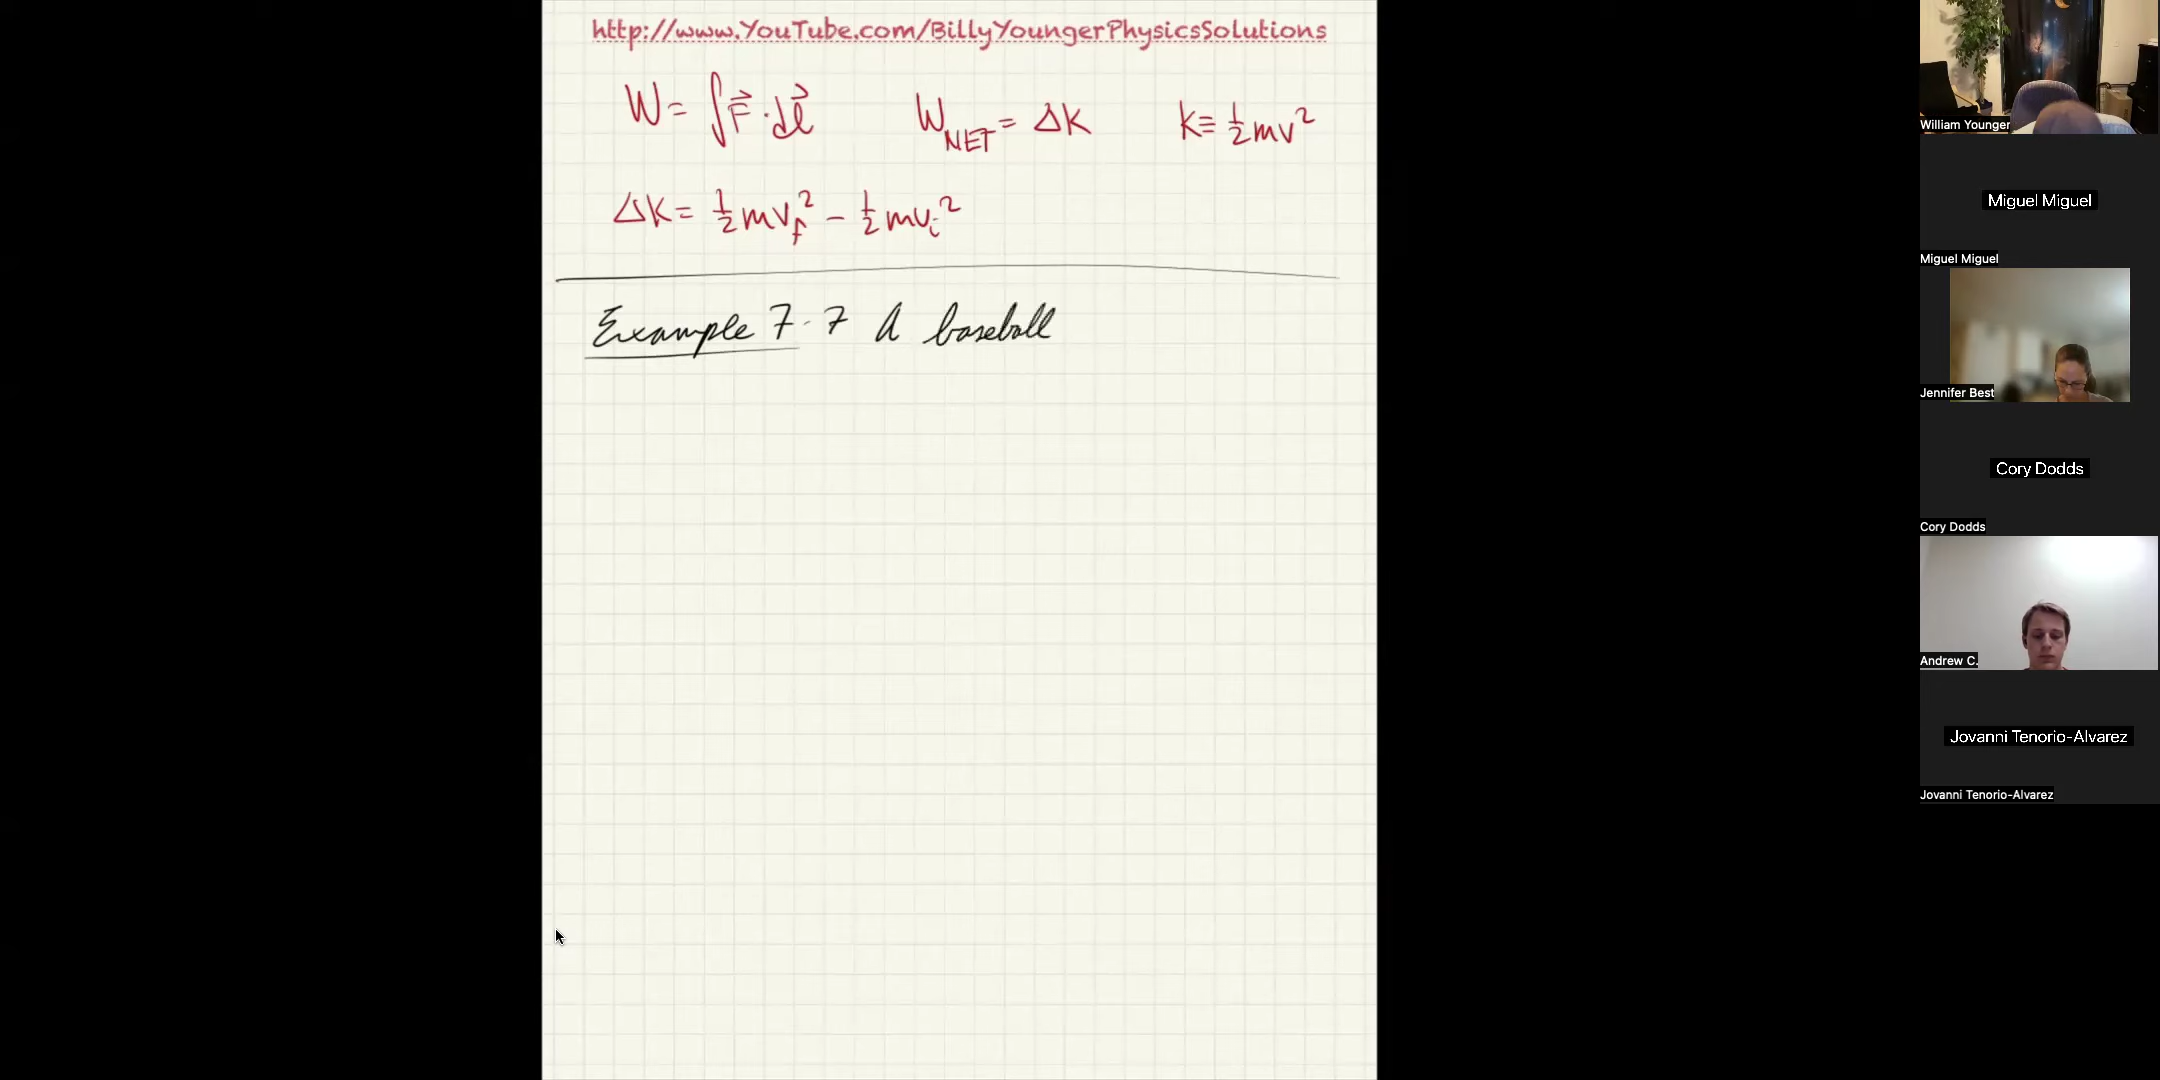 http://www.YouTube.com/BillyYoungerPhysicsSolutions
W = ∫F⃗ · dℓ⃗ W_NET = ΔK K ≡ ½mv²
ΔK = ½mv_f² − ½mv_i²
Example 7-7 A baseball
William Younger
Miguel Miguel
Miguel Miguel
Jennifer Best
Cory Dodds
Cory Dodds
Andrew C.
Jovanni Tenorio-Alvarez
Jovanni Tenorio-Alvarez